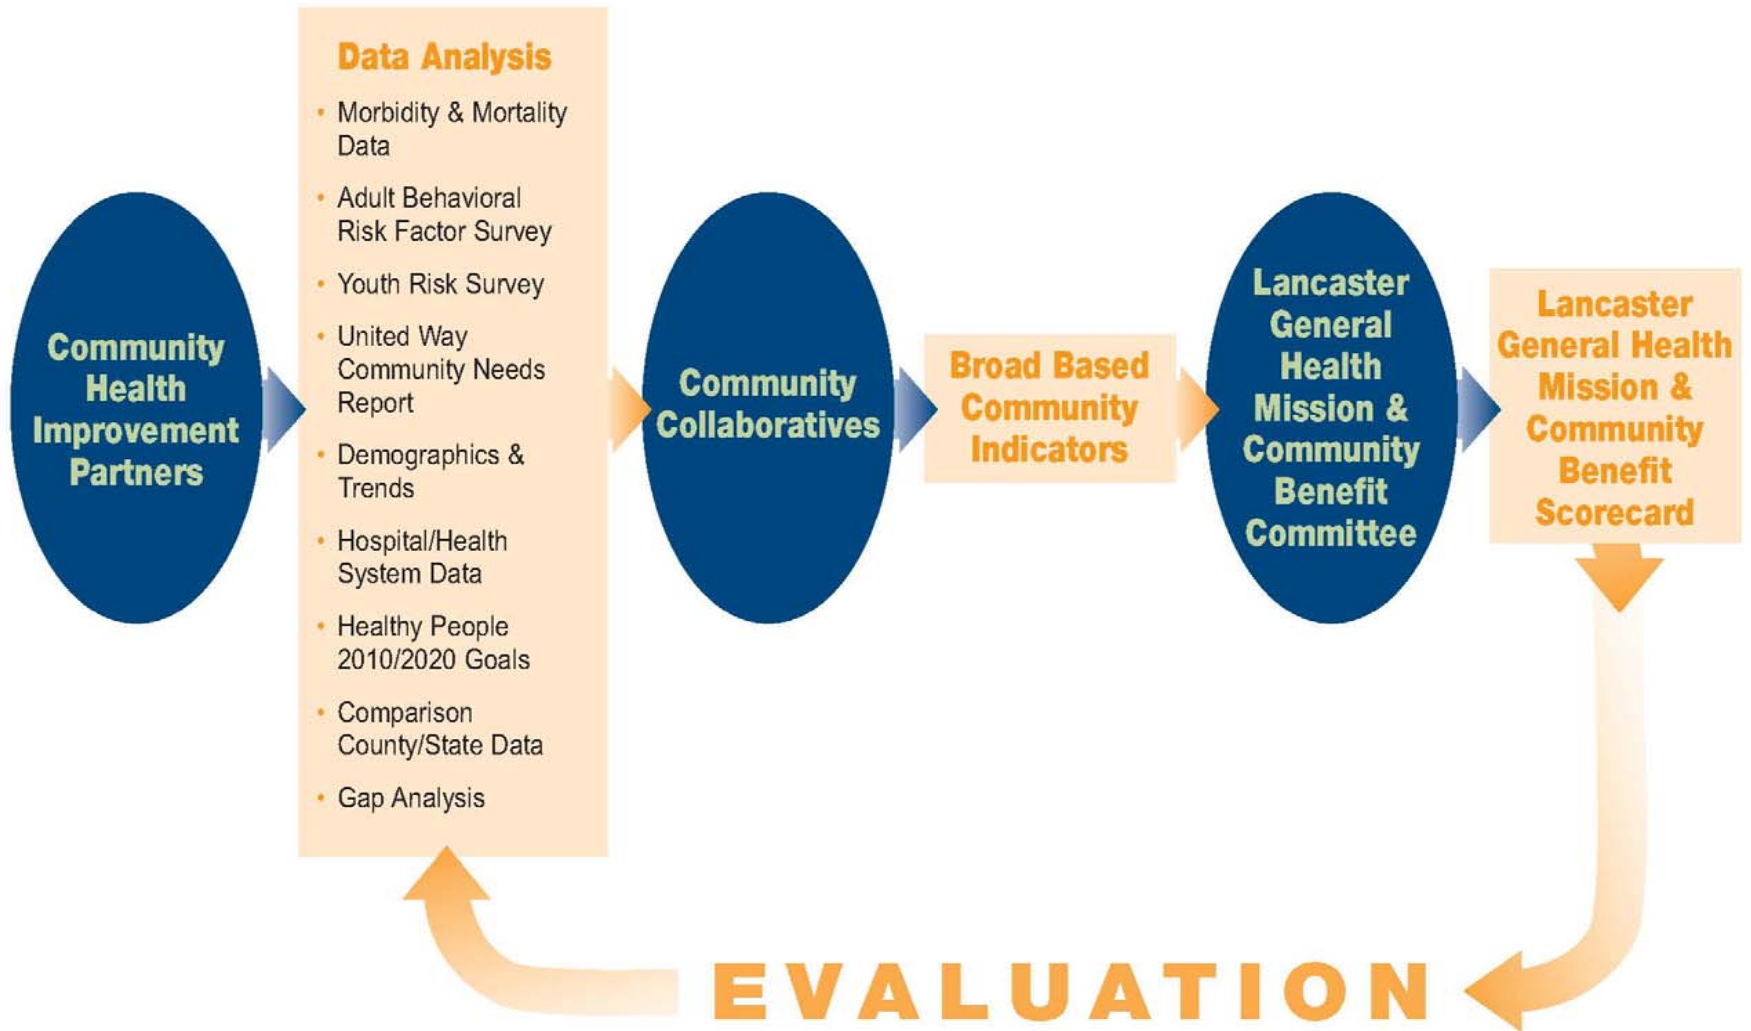 Community
Health
Improvement
Partners
Data Analysis
• Morbidity & Mortality
Data
• Adult Behavioral
Risk Factor Survey
• Youth Risk Survey
• United Way
Community Needs
Report
• Demographics &
Trends
• Hospital/Health
System Data
• Healthy People
2010/2020 Goals
• Comparison
County/State Data
• Gap Analysis
Community
Collaboratives
Broad Based
Community
Indicators
Lancaster
General
Health
Mission &
Community
Benefit
Committee
Lancaster
General Health
Mission &
Community
Benefit
Scorecard
EVALUATION